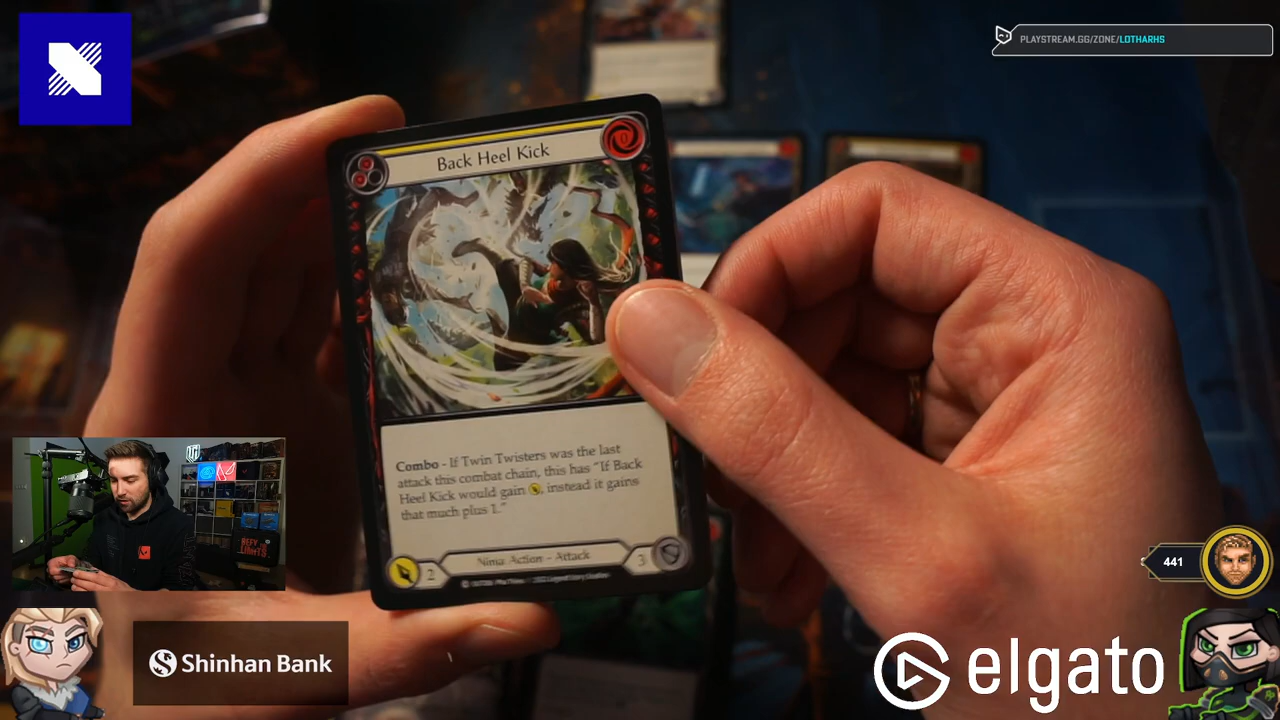 PLAYSTREAM.GG/ZONE/LOTHARHS
Back Heel Kick
0
Combo - If Twin Twisters was the last
attack this combat chain, this has "If Back
Heel Kick would gain , instead it gains
that much plus 1."
2
Ninja Action - Attack
3
441
Shinhan Bank
elgato